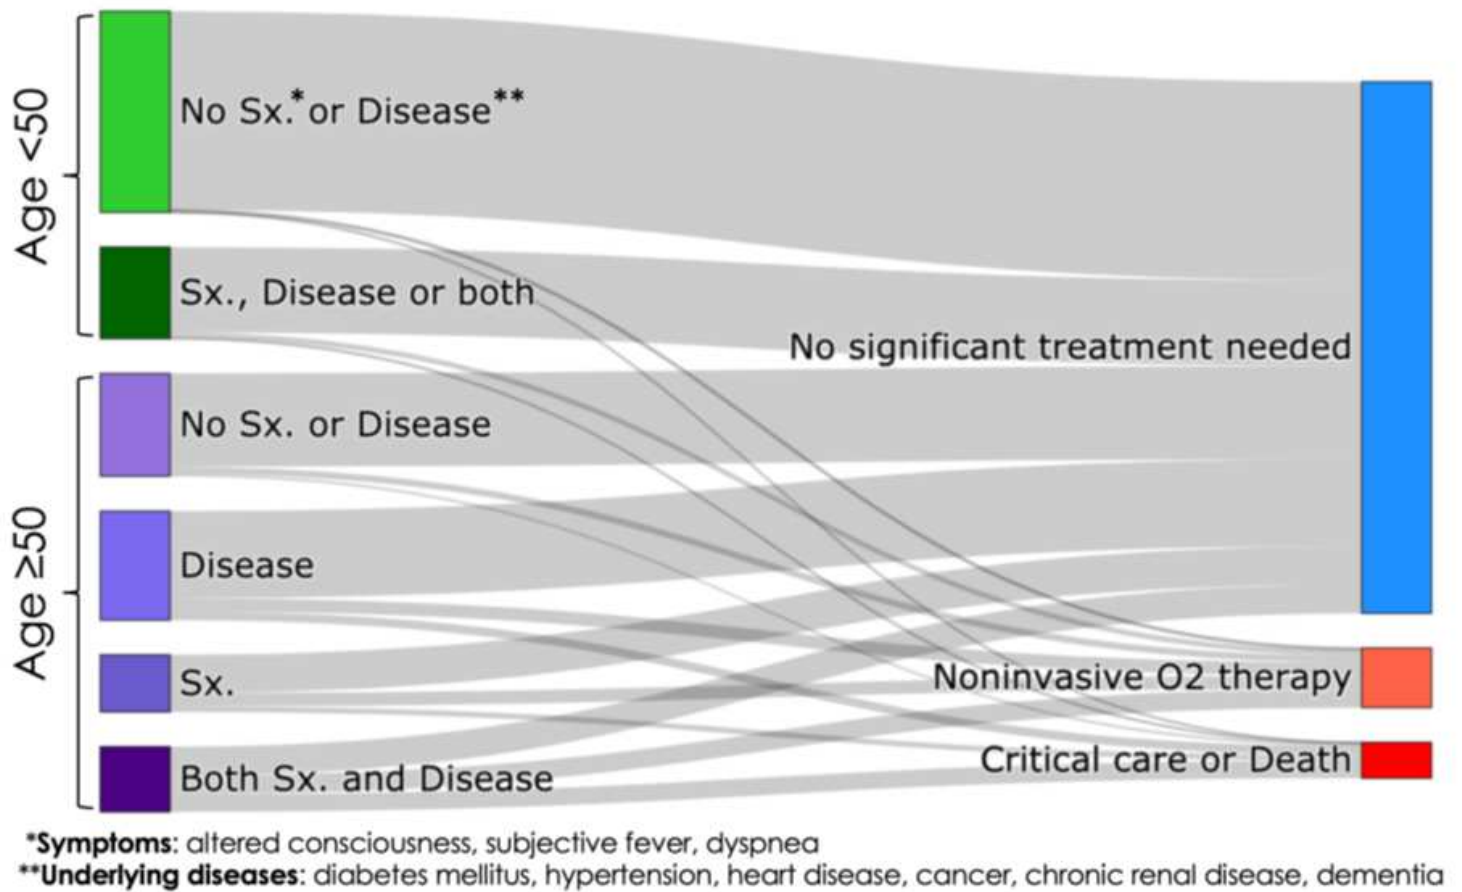 Age <50
No Sx.* or Disease**
Sx., Disease or both
No significant treatment needed
Age ≥50
No Sx. or Disease
Disease
Sx.
Both Sx. and Disease
Noninvasive O2 therapy
Critical care or Death
*Symptoms: altered consciousness, subjective fever, dyspnea
**Underlying diseases: diabetes mellitus, hypertension, heart disease, cancer, chronic renal disease, dementia